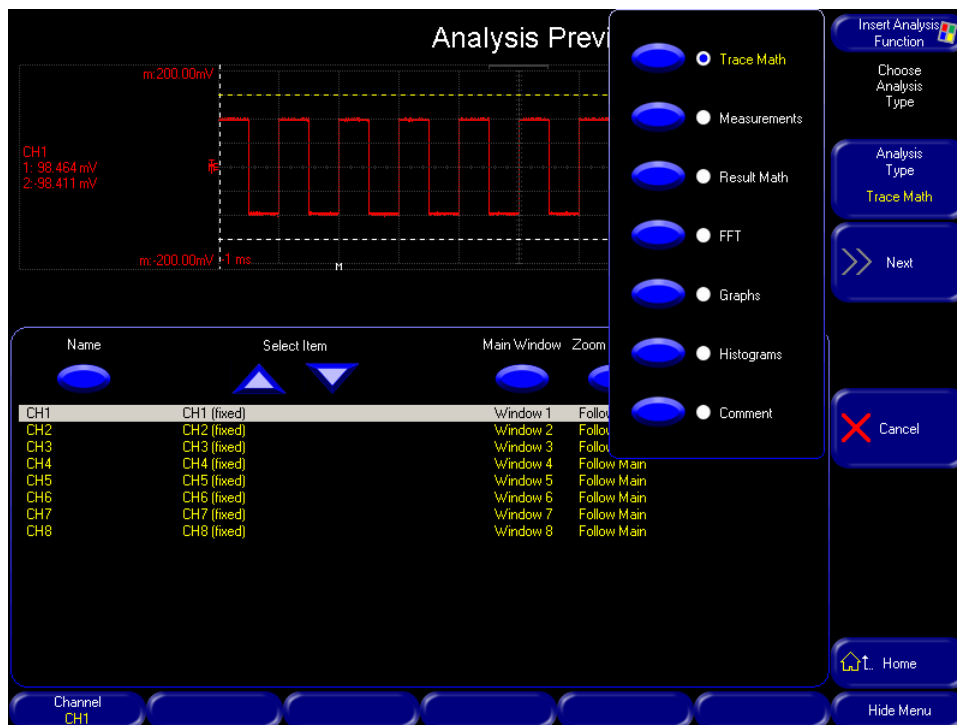 Analysis Previ
Insert Analysis
Function
Choose
Analysis
Type
Analysis
Type
Trace Math
Next
Cancel
Home
Hide Menu
Trace Math
Measurements
Result Math
FFT
Graphs
Histograms
Comment
m:200.00mV
CH1
1: 98.464 mV
2:-98.411 mV
m:-200.00mV -1 ms
M
Name Select Item Main Window Zoom
CH1 CH1 (fixed) Window 1 Follow
CH2 CH2 (fixed) Window 2 Follow
CH3 CH3 (fixed) Window 3 Follow
CH4 CH4 (fixed) Window 4 Follow Main
CH5 CH5 (fixed) Window 5 Follow Main
CH6 CH6 (fixed) Window 6 Follow Main
CH7 CH7 (fixed) Window 7 Follow Main
CH8 CH8 (fixed) Window 8 Follow Main
Channel
CH1